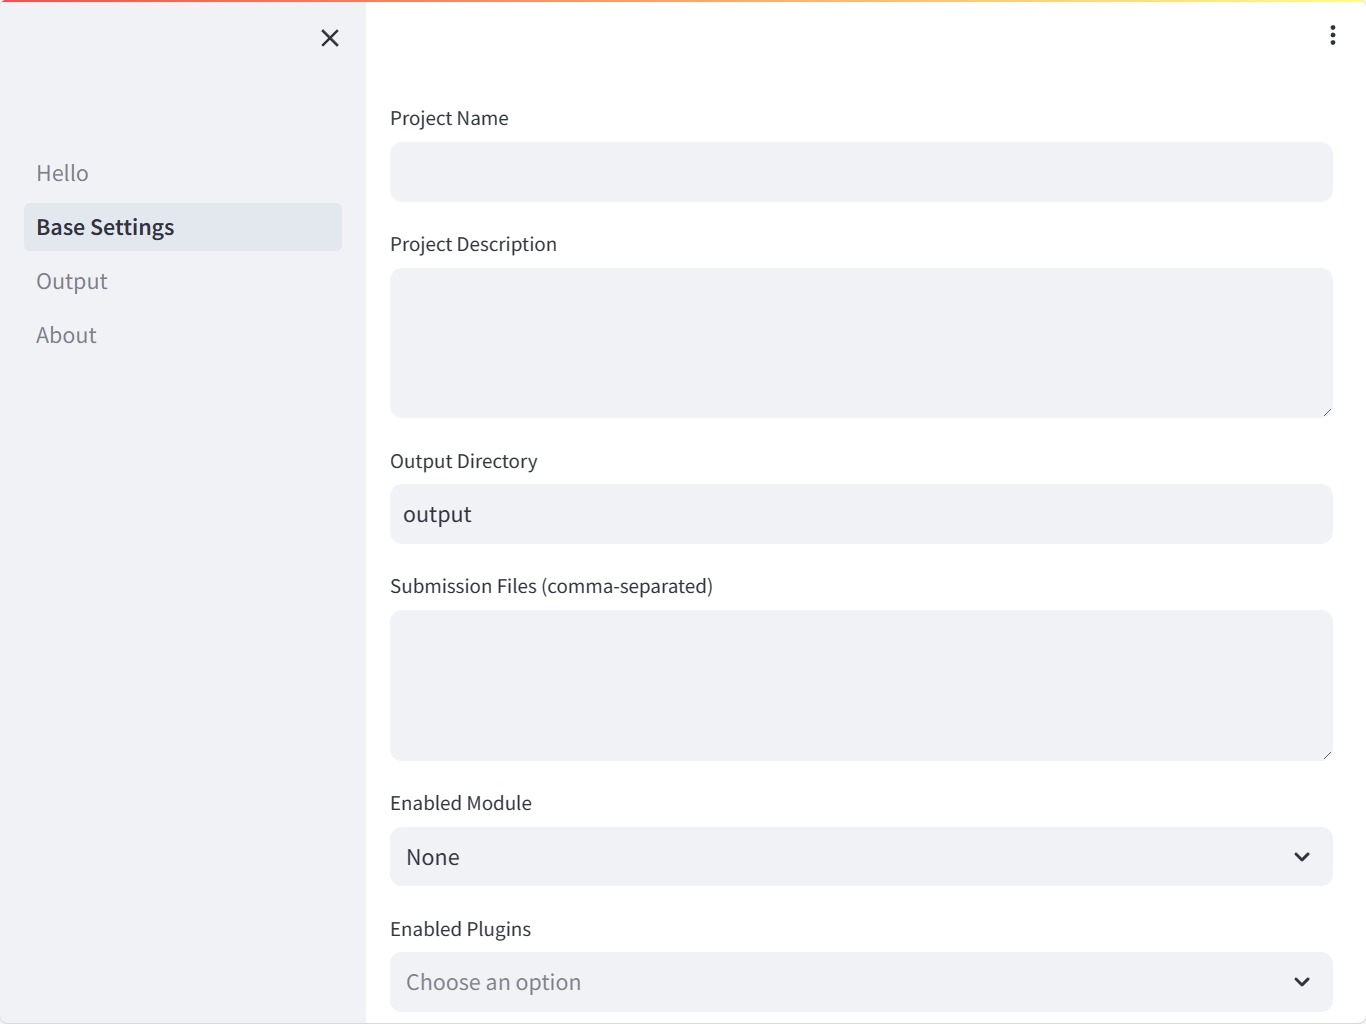 Hello
Base Settings
Output
About
Project Name
Project Description
Output Directory
output
Submission Files (comma-separated)
Enabled Module
None
Enabled Plugins
Choose an option